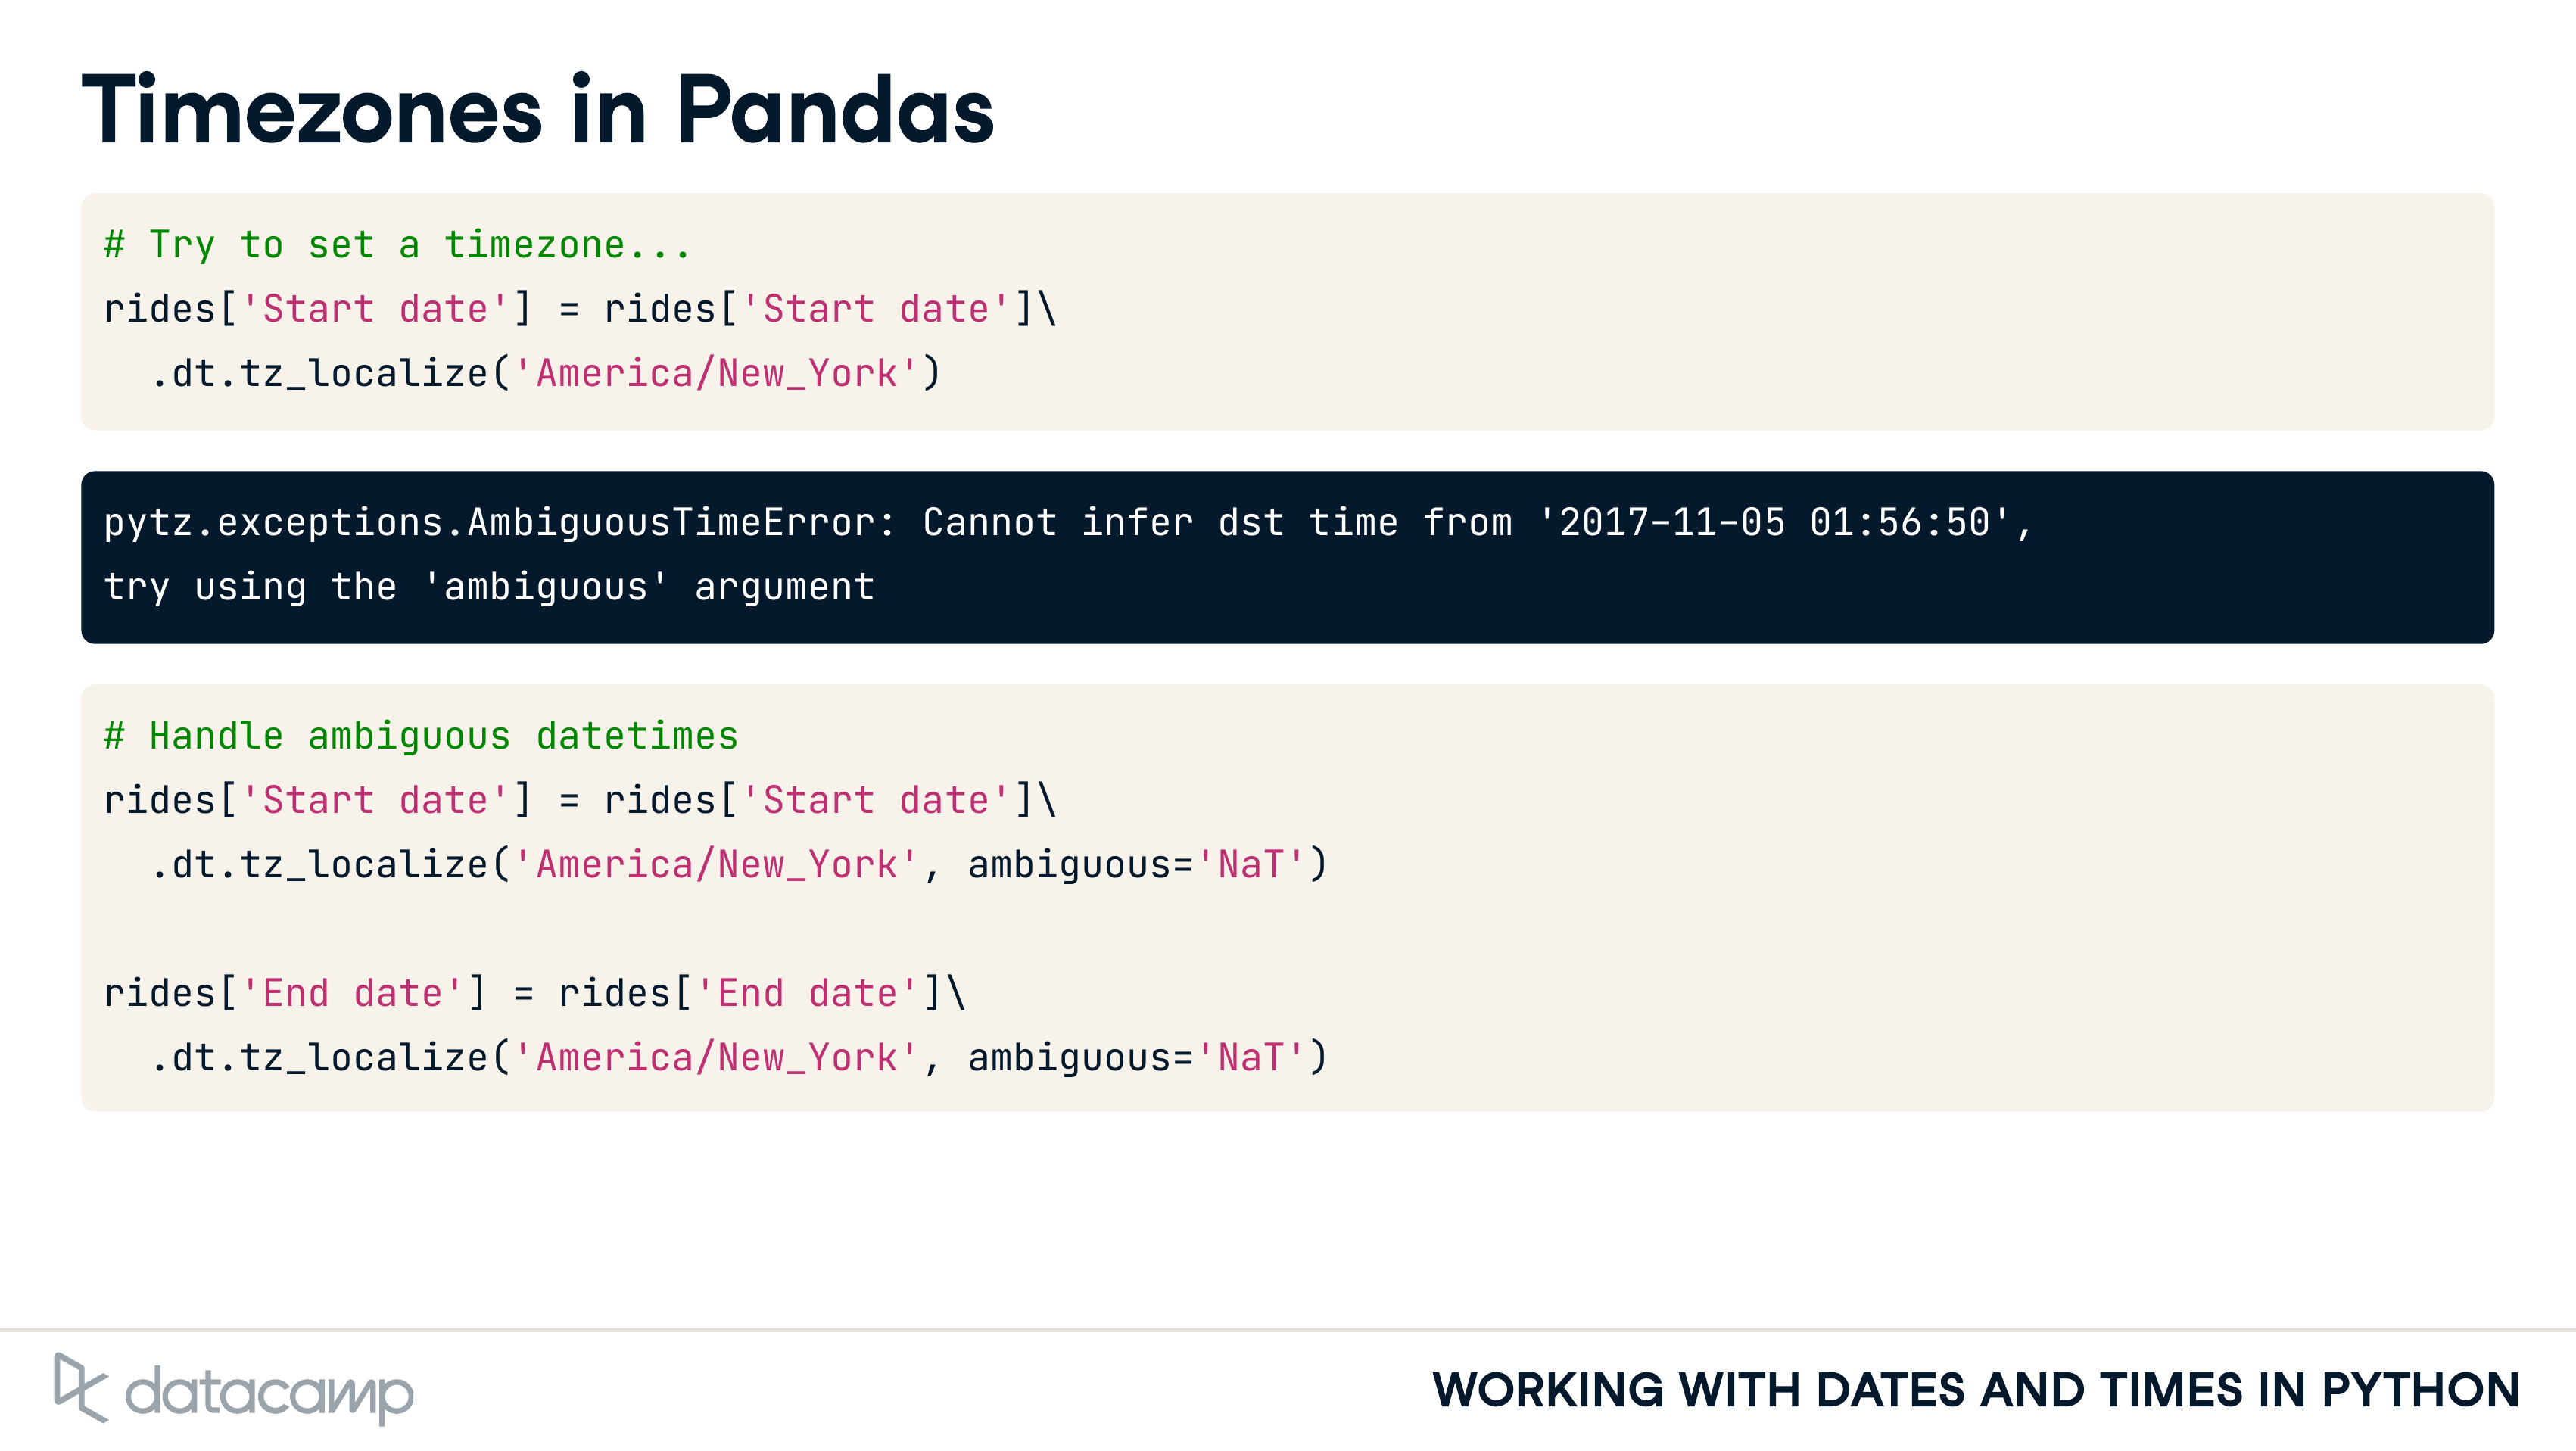 Timezones in Pandas
# Try to set a timezone...
rides['Start date'] = rides['Start date']\
  .dt.tz_localize('America/New_York')
pytz.exceptions.AmbiguousTimeError: Cannot infer dst time from '2017-11-05 01:56:50',
try using the 'ambiguous' argument
# Handle ambiguous datetimes
rides['Start date'] = rides['Start date']\
  .dt.tz_localize('America/New_York', ambiguous='NaT')
rides['End date'] = rides['End date']\
  .dt.tz_localize('America/New_York', ambiguous='NaT')
datacamp
WORKING WITH DATES AND TIMES IN PYTHON